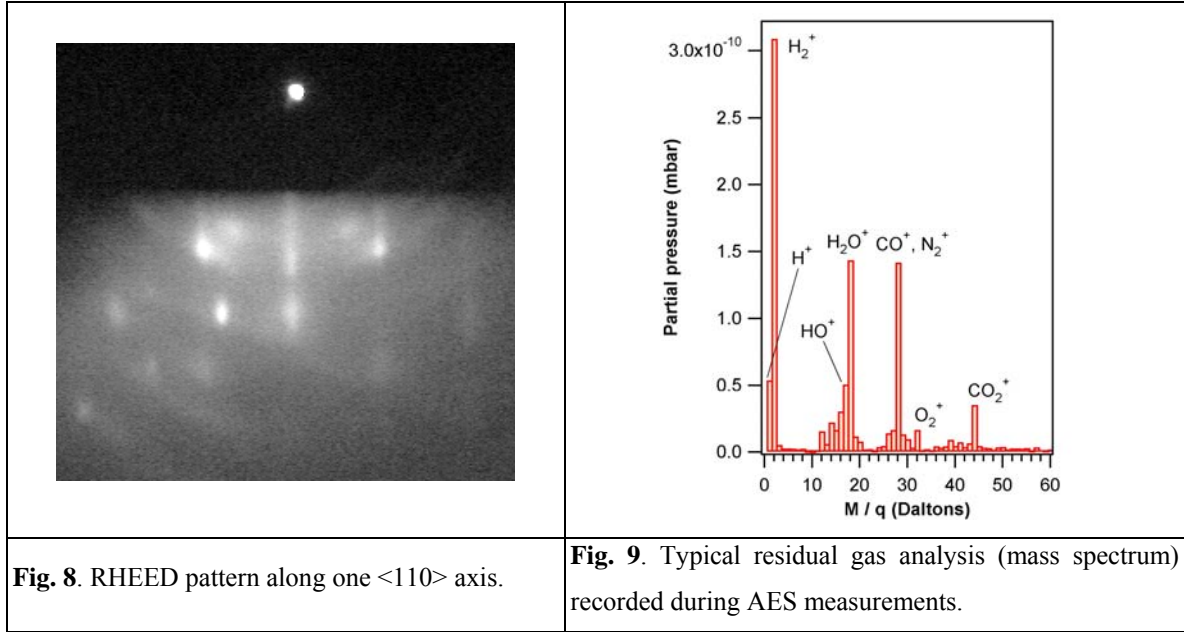 3.0x10-10
2.5
2.0
1.5
1.0
0.5
0.0
Partial pressure (mbar)
H2+
H+
H2O+ CO+, N2+
HO+
O2+
CO2+
0 10 20 30 40 50 60
M / q (Daltons)
Fig. 8. RHEED pattern along one <110> axis.
Fig. 9. Typical residual gas analysis (mass spectrum)
recorded during AES measurements.